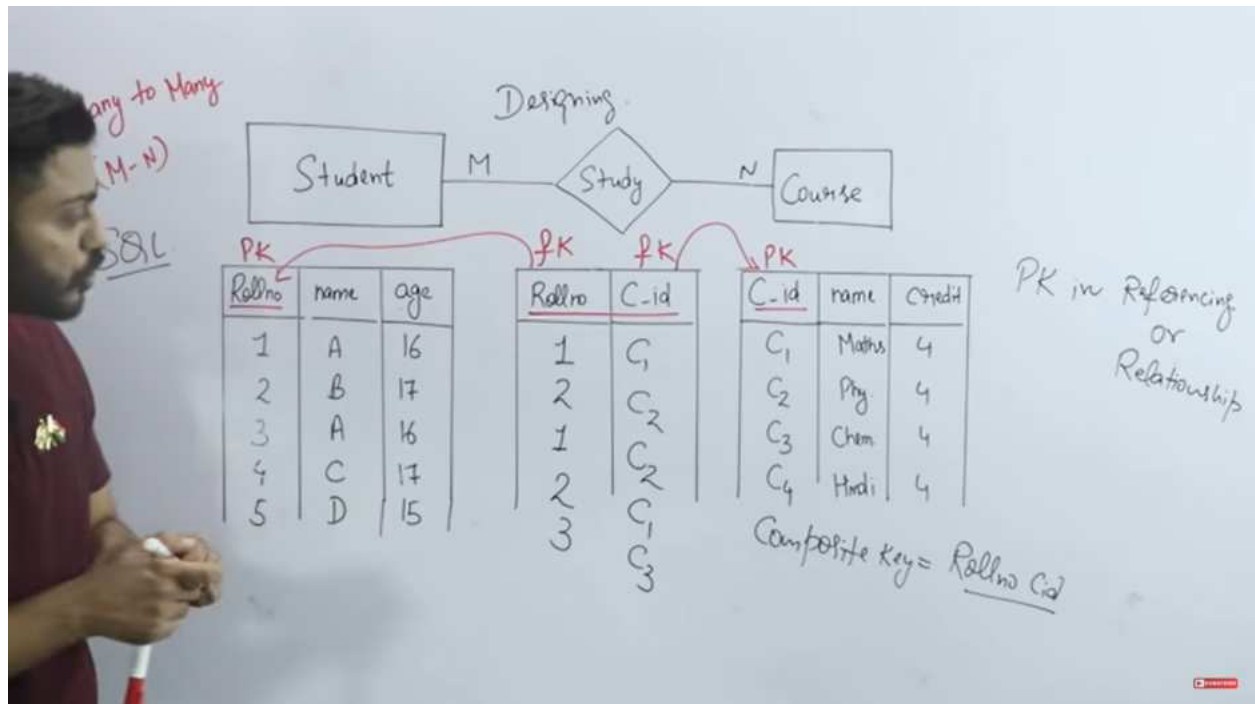 any to Many
(M-N)
SQL
Designing
Student M Study N Course
PK fK fK PK
Rollno name age
1 A 16
2 B 17
3 A 16
4 C 17
5 D 15
Rollno C-id
1 C1
2 C2
1 C2
2 C1
3 C3
C-id name Credit
C1 Maths 4
C2 Phy 4
C3 Chem 4
C4 Hindi 4
PK in Referencing
or
Relationship
Composite Key = Rollno Cid
SUBSCRIBE